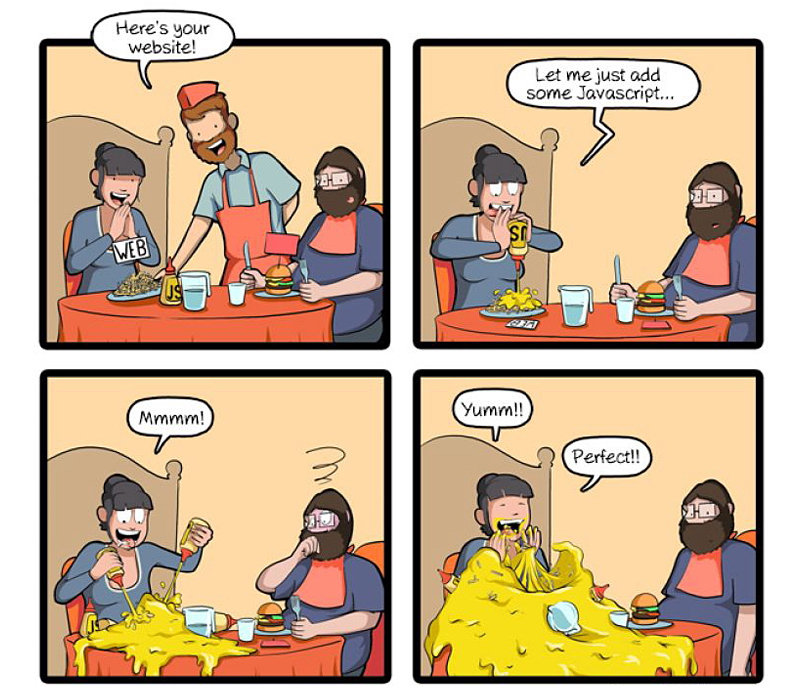 Here's your
website!
WEB
JS
Let me just add
some Javascript...
JS
Mmmm!
Yumm!!
Perfect!!